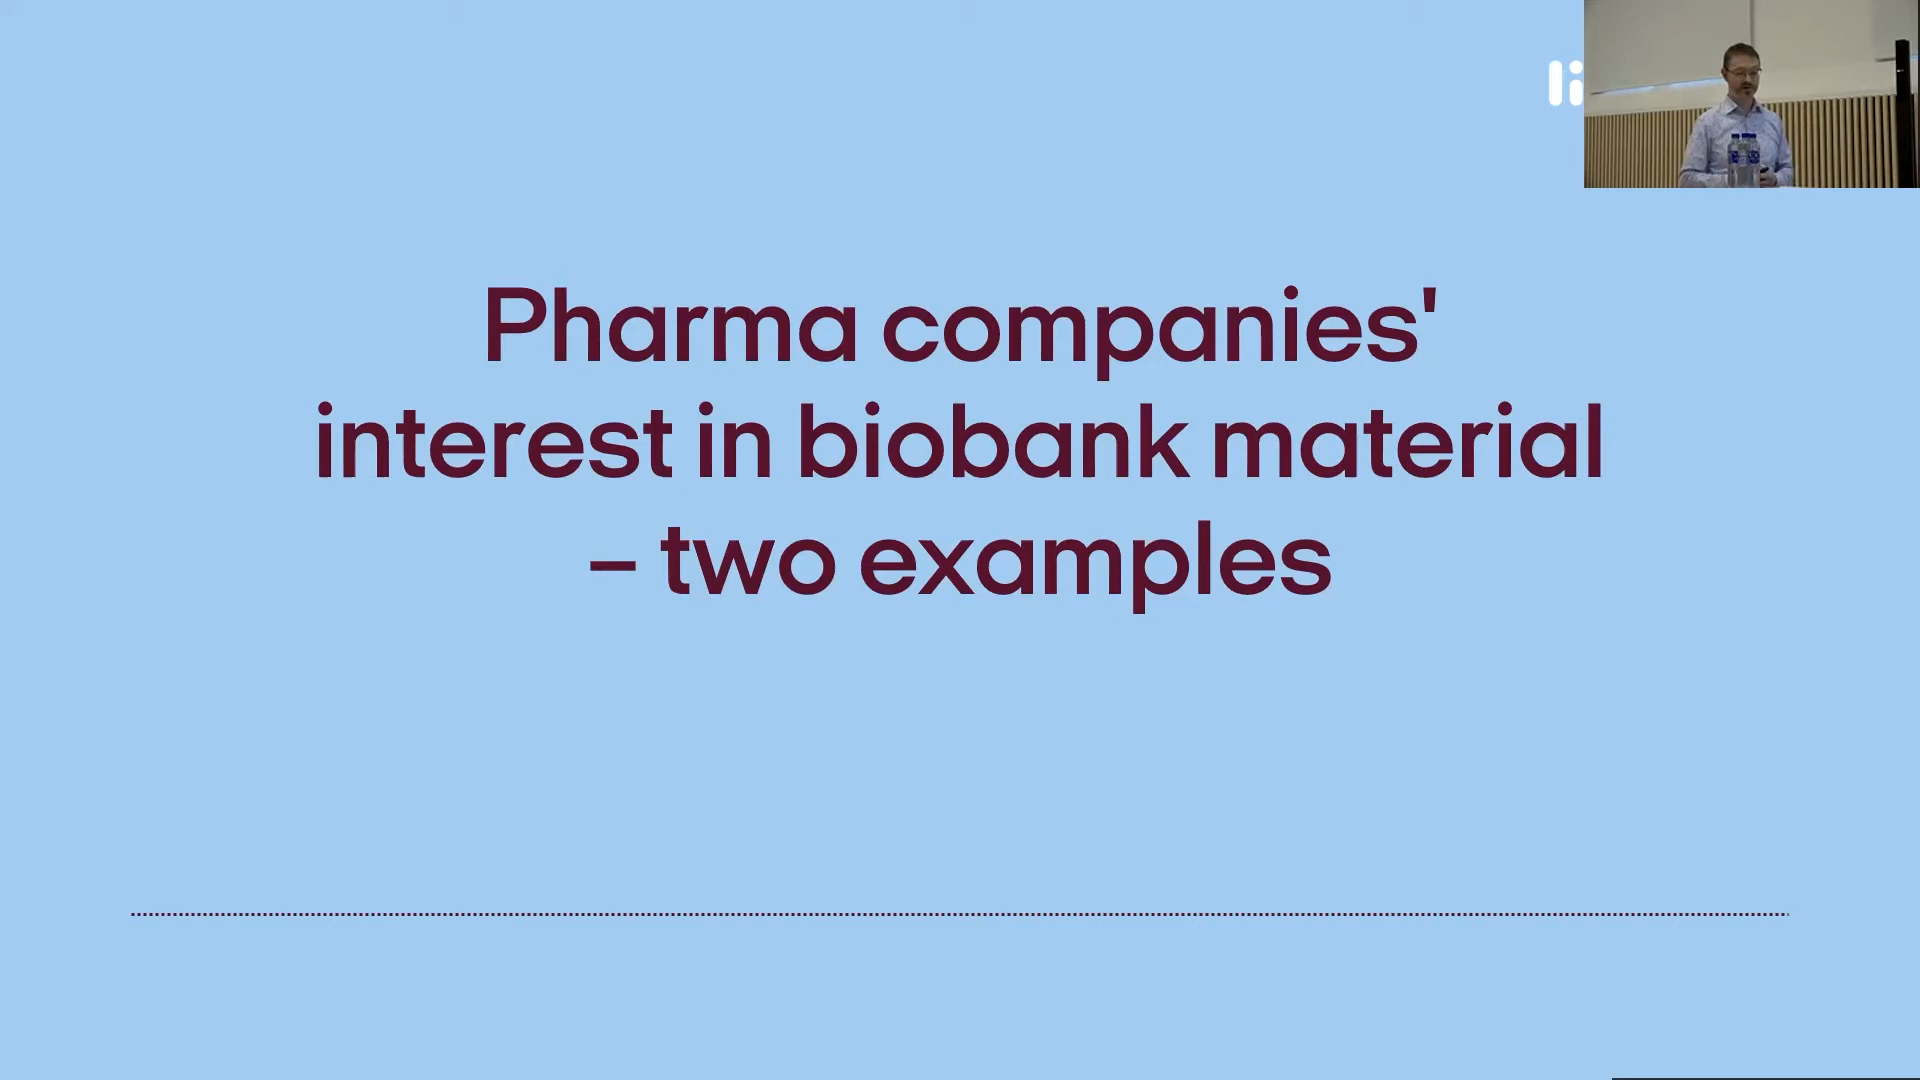 Pharma companies'
interest in biobank material
– two examples